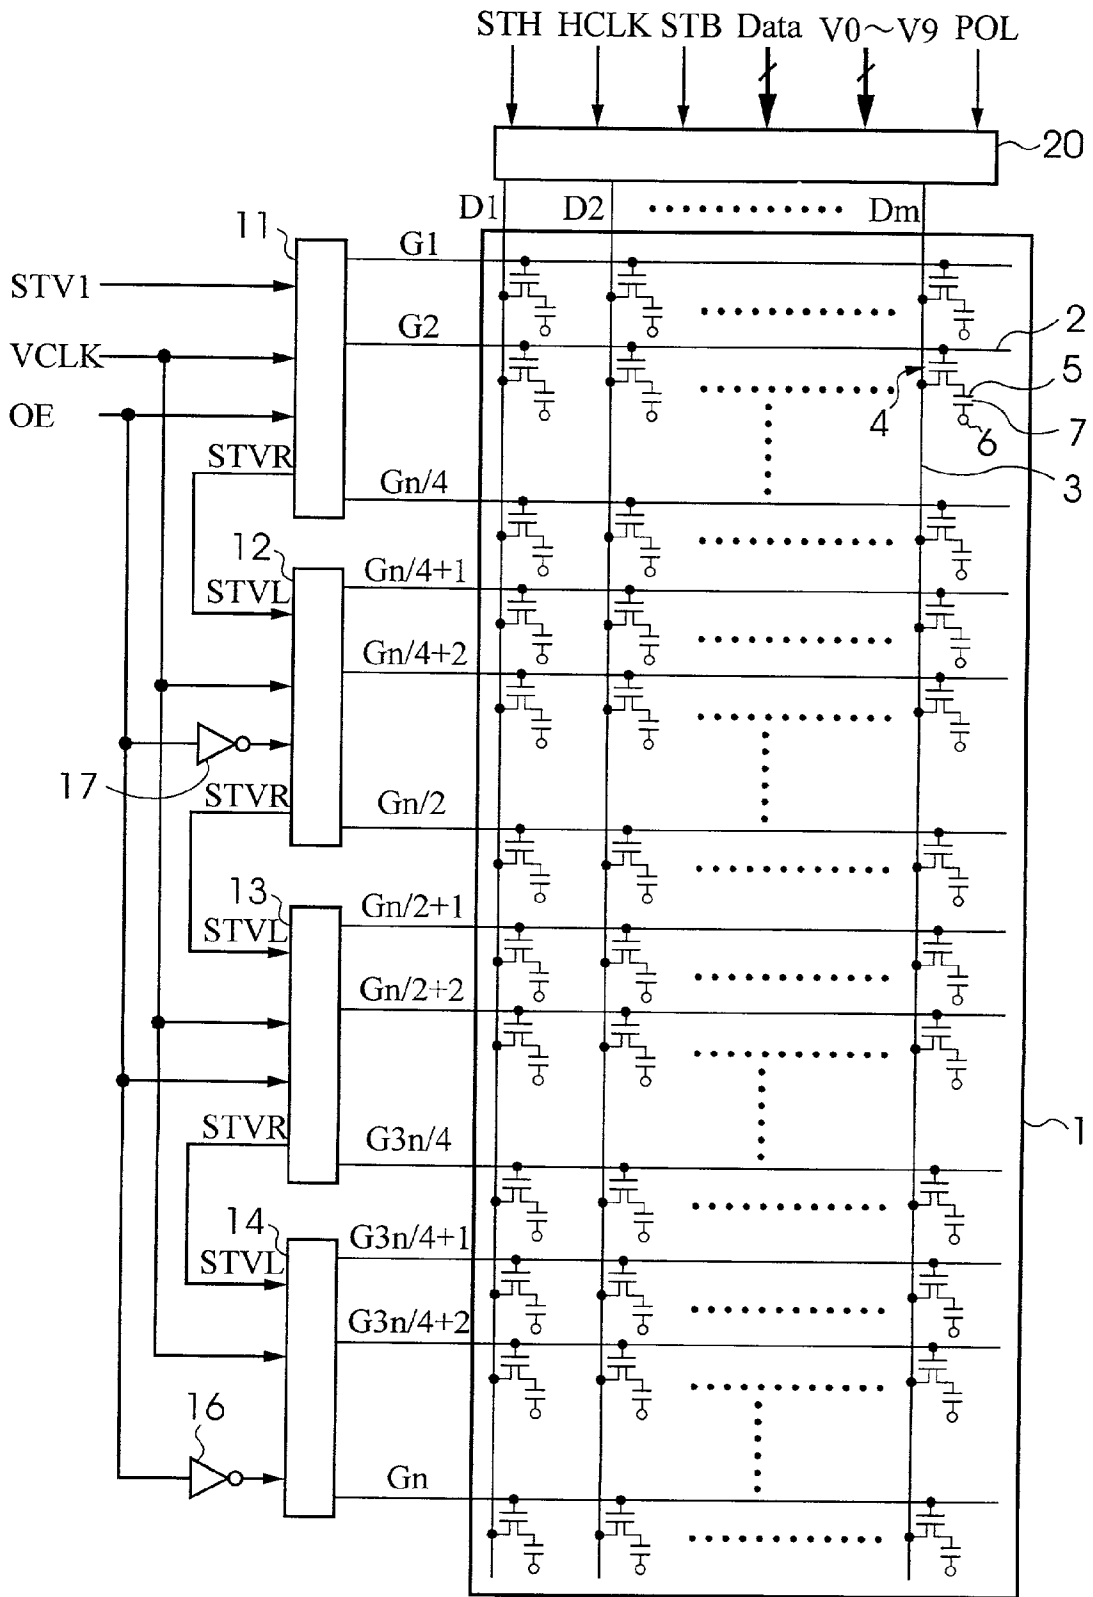 STH HCLK STB Data V0～V9 POL
20
D1 D2 Dm
11
G1
STV1
G2
2
VCLK
5
OE
4
6
7
STVR
Gn/4
3
12
Gn/4+1
STVL
Gn/4+2
17
STVR
Gn/2
13
Gn/2+1
STVL
Gn/2+2
STVR
G3n/4
1
14
G3n/4+1
STVL
G3n/4+2
16
Gn